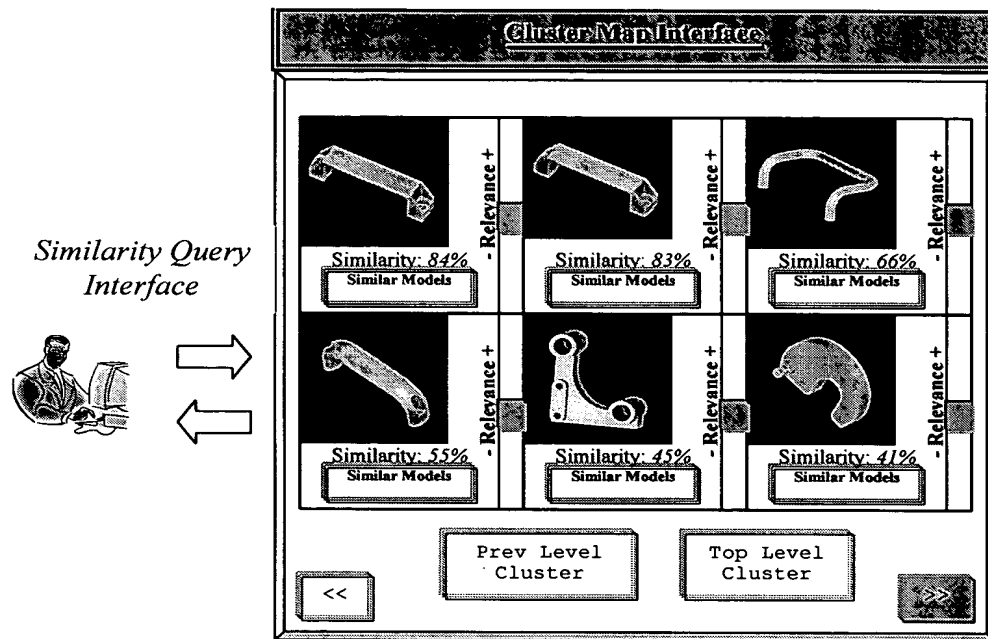 Cluster Map Interface
Similarity Query
Interface
- Relevance +
- Relevance +
- Relevance +
Similarity: 84%
Similar Models
Similarity: 83%
Similar Models
Similarity: 66%
Similar Models
- Relevance +
- Relevance +
- Relevance +
Similarity: 55%
Similar Models
Similarity: 45%
Similar Models
Similarity: 41%
Similar Models
Prev Level
Cluster
Top Level
Cluster
<<
>>